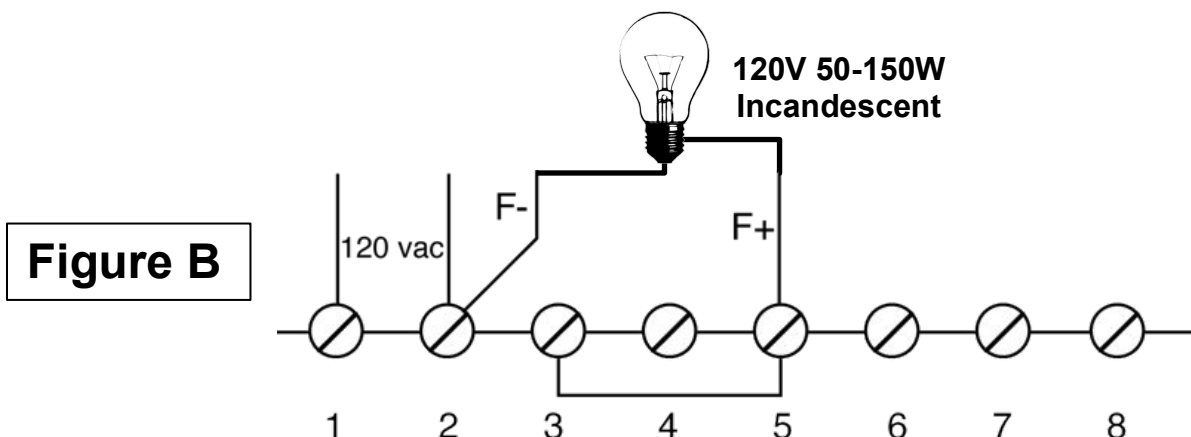 120V 50-150W
Incandescent
F-
F+
120 vac
Figure B
1 2 3 4 5 6 7 8